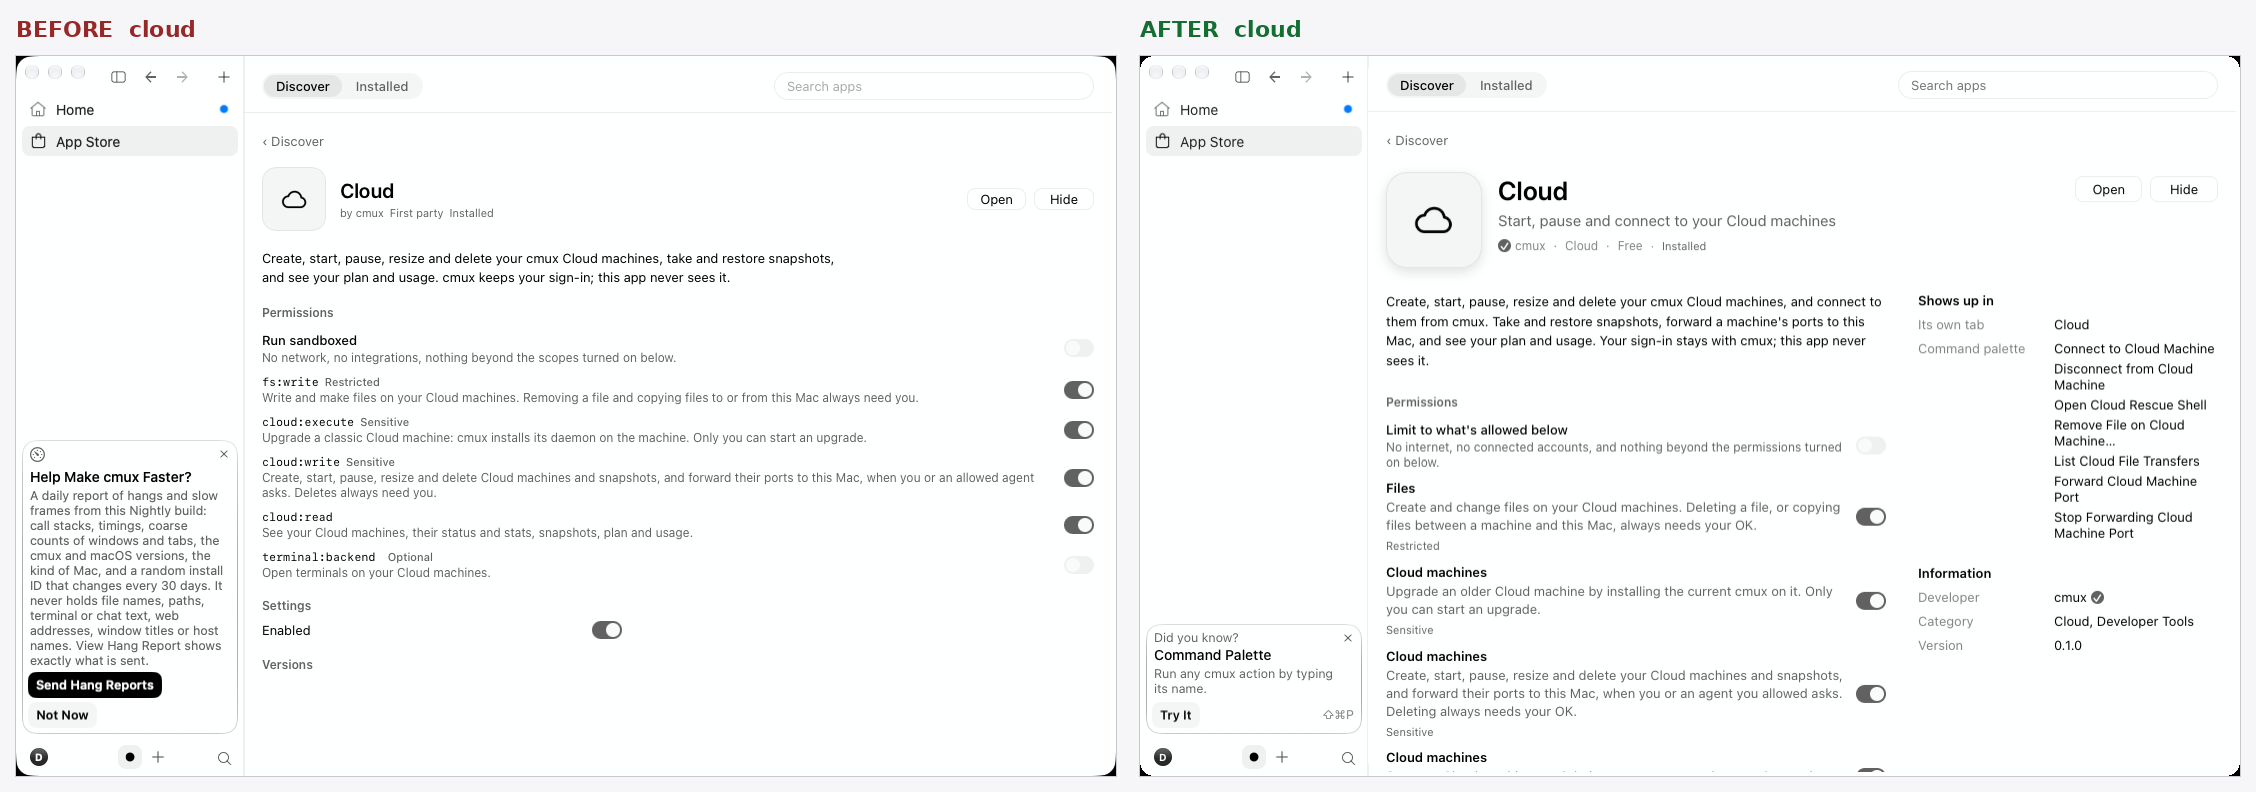 BEFORE cloud
Home
App Store
Help Make cmux Faster?
A daily report of hangs and slow
frames from this Nightly build:
call stacks, timings, coarse
counts of windows and tabs, the
cmux and macOS versions, the
kind of Mac, and a random install
ID that changes every 30 days. It
never holds file names, paths,
terminal or chat text, web
addresses, window titles or host
names. View Hang Report shows
exactly what is sent.
Send Hang Reports
Not Now
D
Discover Installed
Search apps
‹ Discover
Cloud
by cmux First party Installed
Open Hide
Create, start, pause, resize and delete your cmux Cloud machines, take and restore snapshots,
and see your plan and usage. cmux keeps your sign-in; this app never sees it.
Permissions
Run sandboxed
No network, no integrations, nothing beyond the scopes turned on below.
fs:write Restricted
Write and make files on your Cloud machines. Removing a file and copying files to or from this Mac always need you.
cloud:execute Sensitive
Upgrade a classic Cloud machine: cmux installs its daemon on the machine. Only you can start an upgrade.
cloud:write Sensitive
Create, start, pause, resize and delete Cloud machines and snapshots, and forward their ports to this Mac, when you or an allowed agent
asks. Deletes always need you.
cloud:read
See your Cloud machines, their status and stats, snapshots, plan and usage.
terminal:backend Optional
Open terminals on your Cloud machines.
Settings
Enabled
Versions
AFTER cloud
Home
App Store
Did you know?
Command Palette
Run any cmux action by typing
its name.
Try It ⇧⌘P
D
Discover Installed
Search apps
‹ Discover
Cloud
Start, pause and connect to your Cloud machines
cmux · Cloud · Free · Installed
Open Hide
Create, start, pause, resize and delete your cmux Cloud machines, and connect to
them from cmux. Take and restore snapshots, forward a machine's ports to this
Mac, and see your plan and usage. Your sign-in stays with cmux; this app never
sees it.
Permissions
Limit to what's allowed below
No internet, no connected accounts, and nothing beyond the permissions turned
on below.
Files
Create and change files on your Cloud machines. Deleting a file, or copying
files between a machine and this Mac, always needs your OK.
Restricted
Cloud machines
Upgrade an older Cloud machine by installing the current cmux on it. Only
you can start an upgrade.
Sensitive
Cloud machines
Create, start, pause, resize and delete your Cloud machines and snapshots,
and forward their ports to this Mac, when you or an agent you allowed asks.
Deleting always needs your OK.
Sensitive
Cloud machines
Shows up in
Its own tab Cloud
Command palette Connect to Cloud Machine
Disconnect from Cloud
Machine
Open Cloud Rescue Shell
Remove File on Cloud
Machine...
List Cloud File Transfers
Forward Cloud Machine
Port
Stop Forwarding Cloud
Machine Port
Information
Developer cmux
Category Cloud, Developer Tools
Version 0.1.0